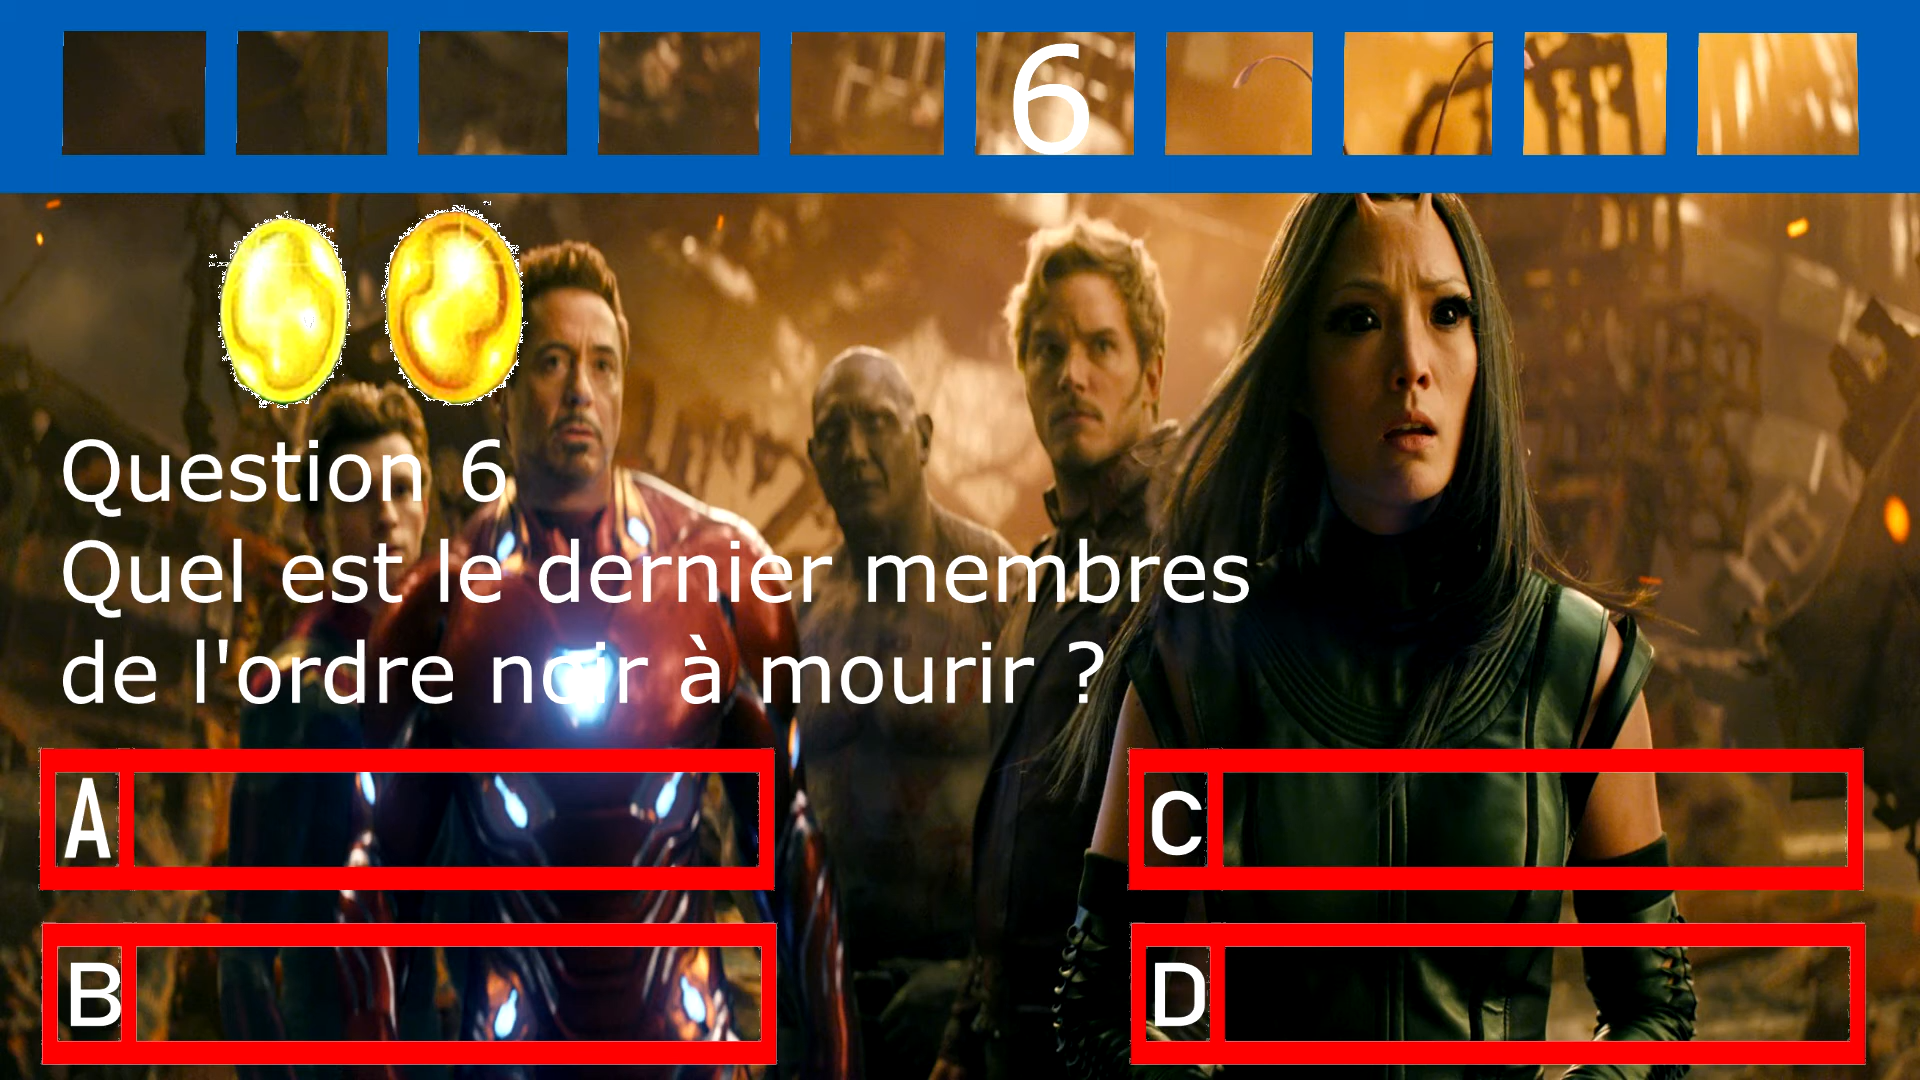 6
Question 6
Quel est le dernier membres
de l'ordre noir à mourir ?
A
C
B
D